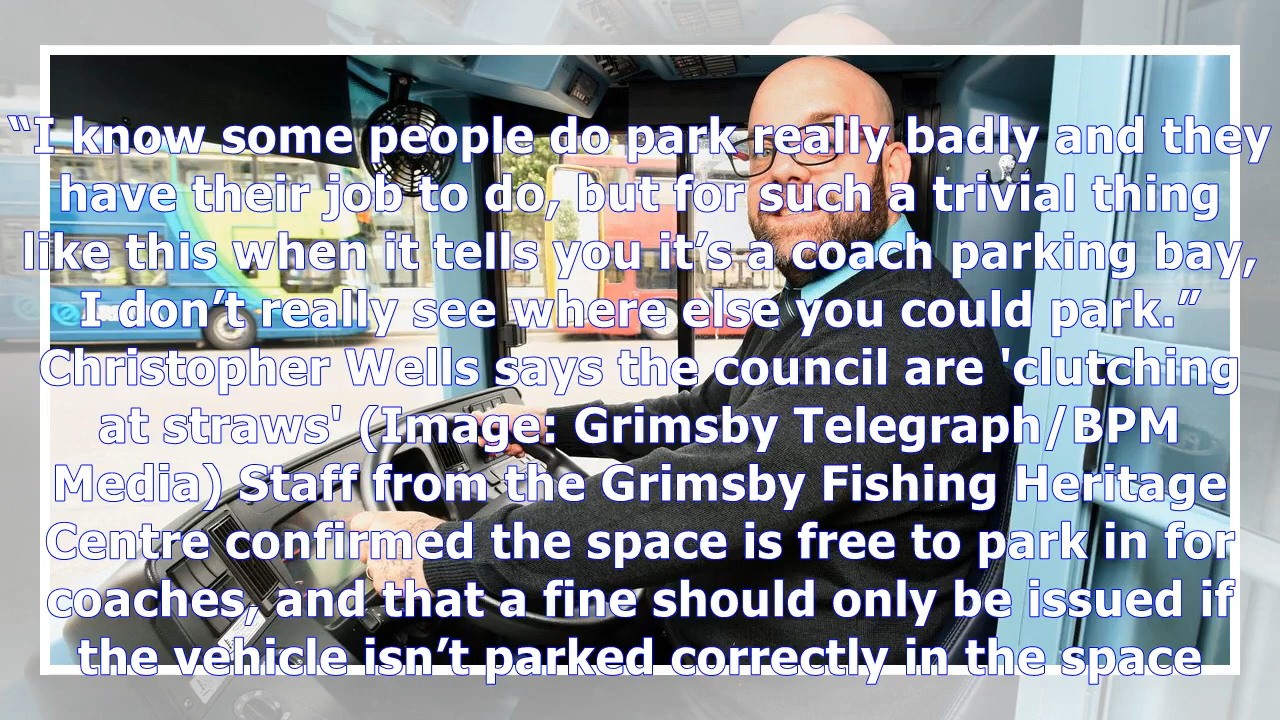 “I know some people do park really badly and they
have their job to do, but for such a trivial thing
like this when it tells you it’s a coach parking bay,
I don’t really see where else you could park.”
Christopher Wells says the council are 'clutching
at straws' (Image: Grimsby Telegraph/BPM
Media) Staff from the Grimsby Fishing Heritage
Centre confirmed the space is free to park in for
coaches, and that a fine should only be issued if
the vehicle isn’t parked correctly in the space